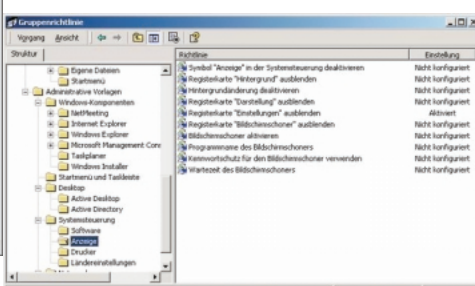 Gruppenrichtlinie
Vorgang Ansicht
Struktur
Eigene Dateien
Startmenü
Administrative Vorlagen
Windows-Komponenten
NetMeeting
Internet Explorer
Windows Explorer
Microsoft Management Cons
Taskplaner
Windows Installer
Startmenü und Taskleiste
Desktop
Active Desktop
Active Directory
Systemsteuerung
Software
Anzeige
Drucker
Ländereinstellungen
Richtlinie Einstellung
Symbol "Anzeige" in der Systemsteuerung deaktivieren Nicht konfiguriert
Registerkarte "Hintergrund" ausblenden Nicht konfiguriert
Hintergrundänderung deaktivieren Nicht konfiguriert
Registerkarte "Darstellung" ausblenden Nicht konfiguriert
Registerkarte "Einstellungen" ausblenden Aktiviert
Registerkarte "Bildschirmschoner" ausblenden Nicht konfiguriert
Bildschirmschoner aktivieren Nicht konfiguriert
Programmname des Bildschirmschoners Nicht konfiguriert
Kennwortschutz für den Bildschirmschoner verwenden Nicht konfiguriert
Wartezeit des Bildschirmschoners Nicht konfiguriert